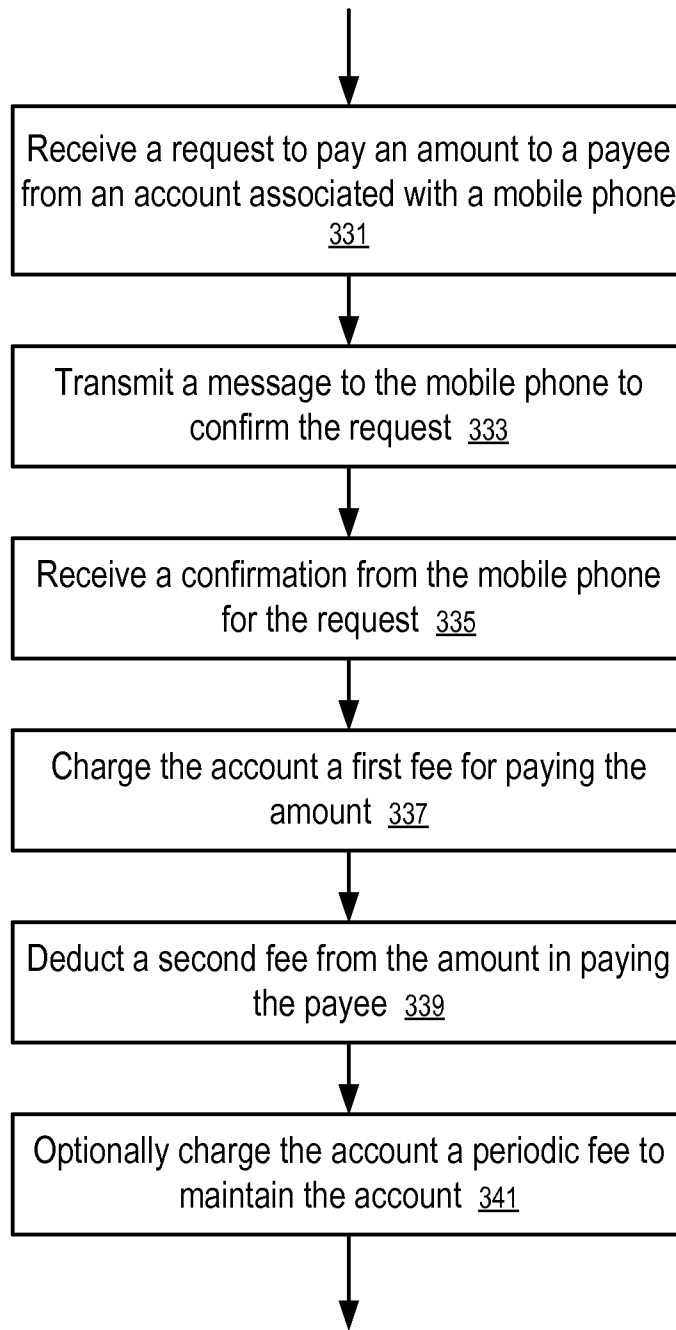 Receive a request to pay an amount to a payee
from an account associated with a mobile phone
331
Transmit a message to the mobile phone to
confirm the request 333
Receive a confirmation from the mobile phone
for the request 335
Charge the account a first fee for paying the
amount 337
Deduct a second fee from the amount in paying
the payee 339
Optionally charge the account a periodic fee to
maintain the account 341